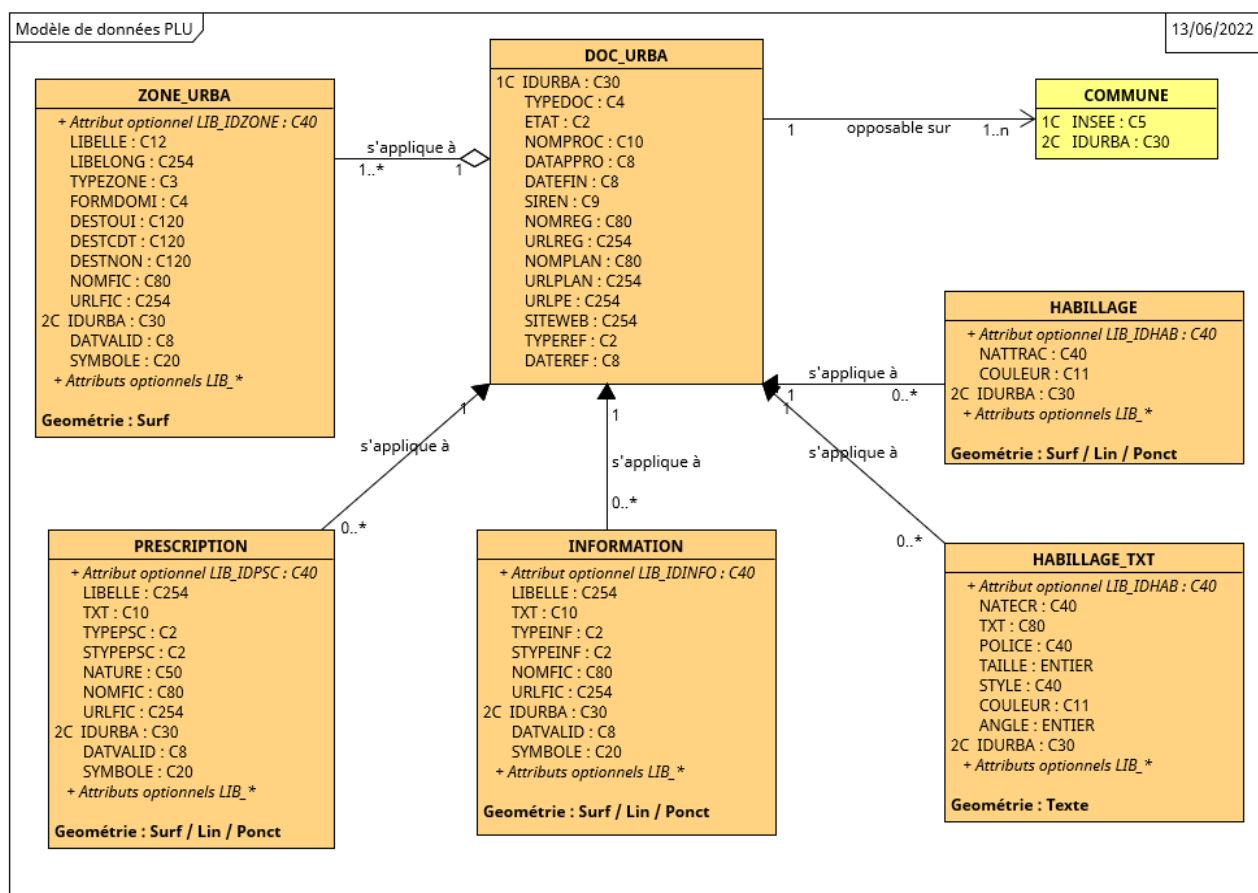 Modèle de données PLU
13/06/2022
DOC_URBA
1C IDURBA : C30
TYPEDOC : C4
ETAT : C2
NOMPROC : C10
DATAPPRO : C8
DATEFIN : C8
SIREN : C9
NOMREG : C80
URLREG : C254
NOMPLAN : C80
URLPLAN : C254
URLPE : C254
SITEWEB : C254
TYPEREF : C2
DATEREF : C8
ZONE_URBA
+ Attribut optionnel LIB_IDZONE : C40
LIBELLE : C12
LIBELONG : C254
TYPEZONE : C3
FORMDOMI : C4
DESTOUI : C120
DESTCDT : C120
DESTNON : C120
NOMFIC : C80
URLFIC : C254
2C IDURBA : C30
DATVALID : C8
SYMBOLE : C20
+ Attributs optionnels LIB_*
Geométrie : Surf
s'applique à
1..* 1
COMMUNE
1C INSEE : C5
2C IDURBA : C30
1 opposable sur 1..n
HABILLAGE
+ Attribut optionnel LIB_IDHAB : C40
NATTRAC : C40
COULEUR : C11
2C IDURBA : C30
+ Attributs optionnels LIB_*
Geométrie : Surf / Lin / Ponct
s'applique à
1 0..*
1
s'applique à
0..*
1
s'applique à
0..*
1
s'applique à
0..*
PRESCRIPTION
+ Attribut optionnel LIB_IDPSC : C40
LIBELLE : C254
TXT : C10
TYPEPSC : C2
STYPEPSC : C2
NATURE : C50
NOMFIC : C80
URLFIC : C254
2C IDURBA : C30
DATVALID : C8
SYMBOLE : C20
+ Attributs optionnels LIB_*
Geométrie : Surf / Lin / Ponct
INFORMATION
+ Attribut optionnel LIB_IDINFO : C40
LIBELLE : C254
TXT : C10
TYPEINF : C2
STYPEINF : C2
NOMFIC : C80
URLFIC : C254
2C IDURBA : C30
DATVALID : C8
SYMBOLE : C20
+ Attributs optionnels LIB_*
Geométrie : Surf / Lin / Ponct
HABILLAGE_TXT
+ Attribut optionnel LIB_IDHAB : C40
NATECR : C40
TXT : C80
POLICE : C40
TAILLE : ENTIER
STYLE : C40
COULEUR : C11
ANGLE : ENTIER
2C IDURBA : C30
+ Attributs optionnels LIB_*
Geométrie : Texte